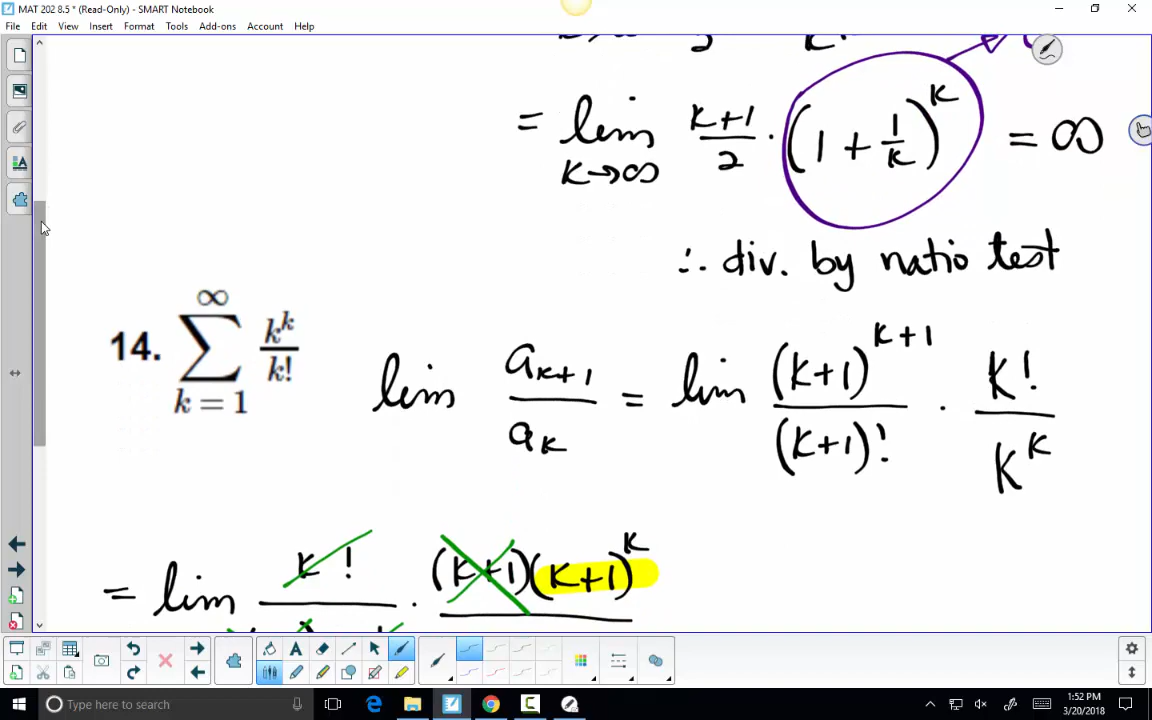 MAT 202 8.5 * (Read-Only) - SMART Notebook
File Edit View Insert Format Tools Add-ons Account Help
= lim k→∞ k+1/2 · (1 + 1/k)^k = ∞
∴ div. by ratio test
14. ∑ k=1 ∞ k^k/k!
lim a_k+1/a_k = lim (k+1)^k+1/(k+1)! · k!/k^k
= lim k! · (k+1)(k+1)^k
Type here to search
1:52 PM
3/20/2018